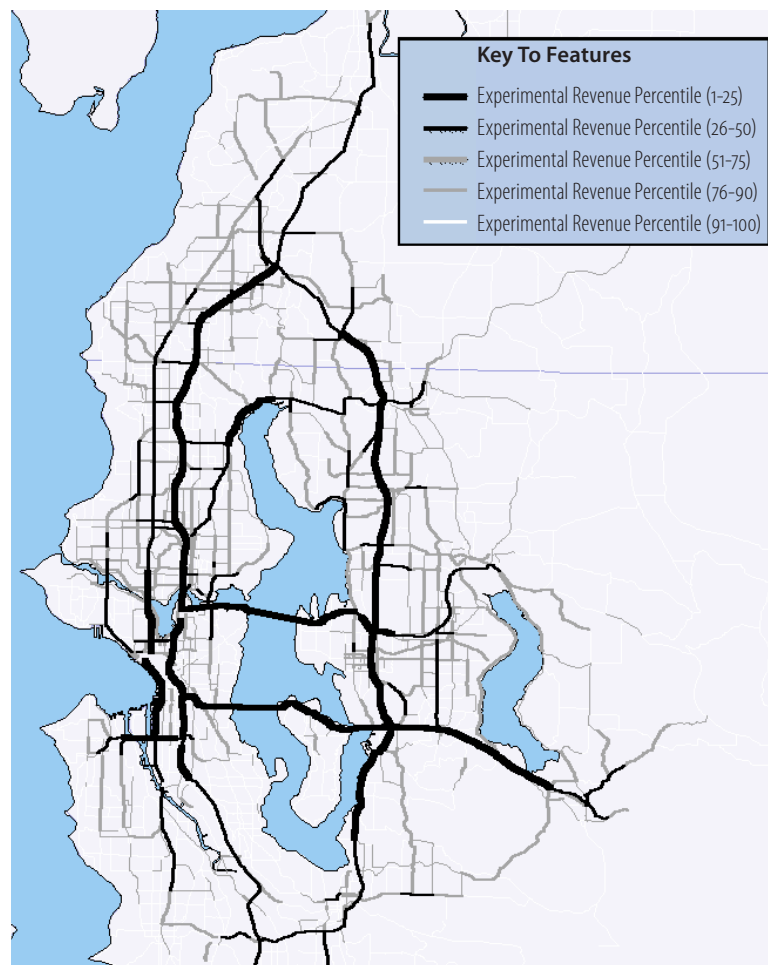 Key To Features
Experimental Revenue Percentile (1-25)
Experimental Revenue Percentile (26-50)
Experimental Revenue Percentile (51-75)
Experimental Revenue Percentile (76-90)
Experimental Revenue Percentile (91-100)